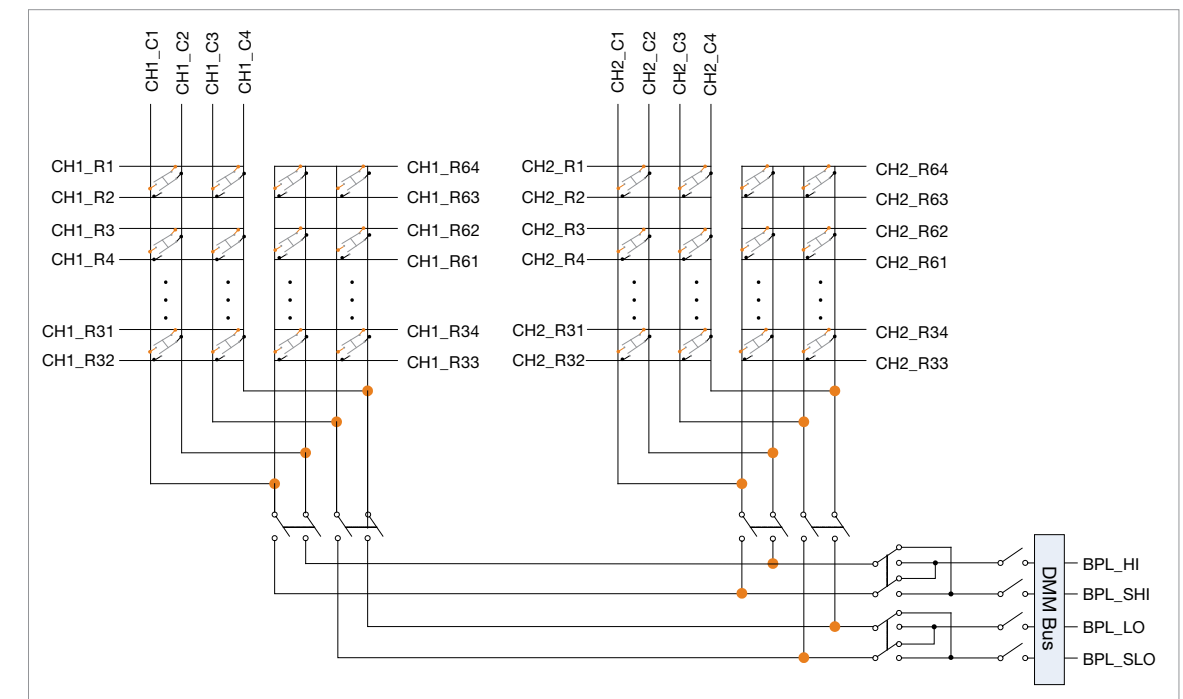 CH1_C1
CH1_C2
CH1_C3
CH1_C4
CH2_C1
CH2_C2
CH2_C3
CH2_C4
CH1_R1
CH1_R64
CH2_R1
CH2_R64
CH1_R2
CH1_R63
CH2_R2
CH2_R63
CH1_R3
CH1_R62
CH2_R3
CH2_R62
CH1_R4
CH1_R61
CH2_R4
CH2_R61
CH1_R31
CH1_R34
CH2_R31
CH2_R34
CH1_R32
CH1_R33
CH2_R32
CH2_R33
DMM Bus
BPL_HI
BPL_SHI
BPL_LO
BPL_SLO